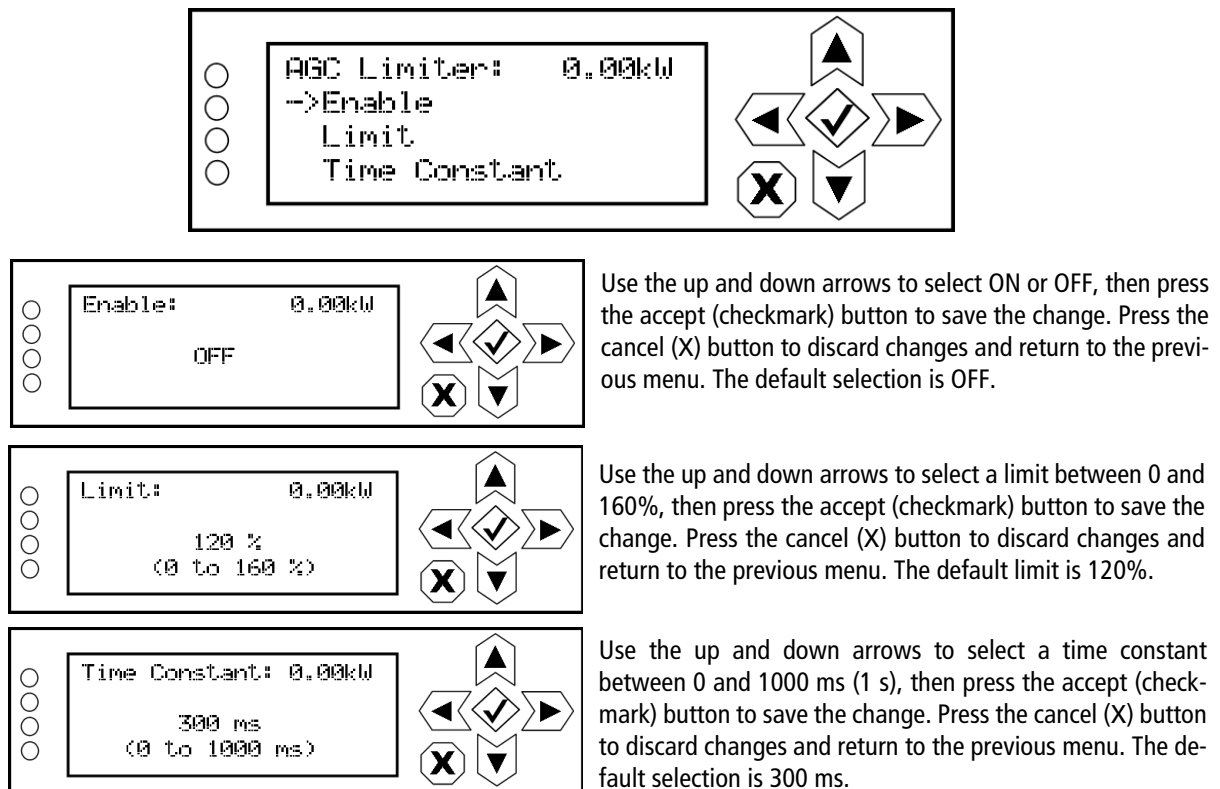 AGC Limiter: 0.00kW
->Enable
Limit
Time Constant
X
Enable: 0.00kW
OFF
X
Use the up and down arrows to select ON or OFF, then press
the accept (checkmark) button to save the change. Press the
cancel (X) button to discard changes and return to the previ-
ous menu. The default selection is OFF.
Limit: 0.00kW
120 %
(0 to 160 %)
X
Use the up and down arrows to select a limit between 0 and
160%, then press the accept (checkmark) button to save the
change. Press the cancel (X) button to discard changes and
return to the previous menu. The default limit is 120%.
Time Constant: 0.00kW
300 ms
(0 to 1000 ms)
X
Use the up and down arrows to select a time constant
between 0 and 1000 ms (1 s), then press the accept (check-
mark) button to save the change. Press the cancel (X) button
to discard changes and return to the previous menu. The de-
fault selection is 300 ms.